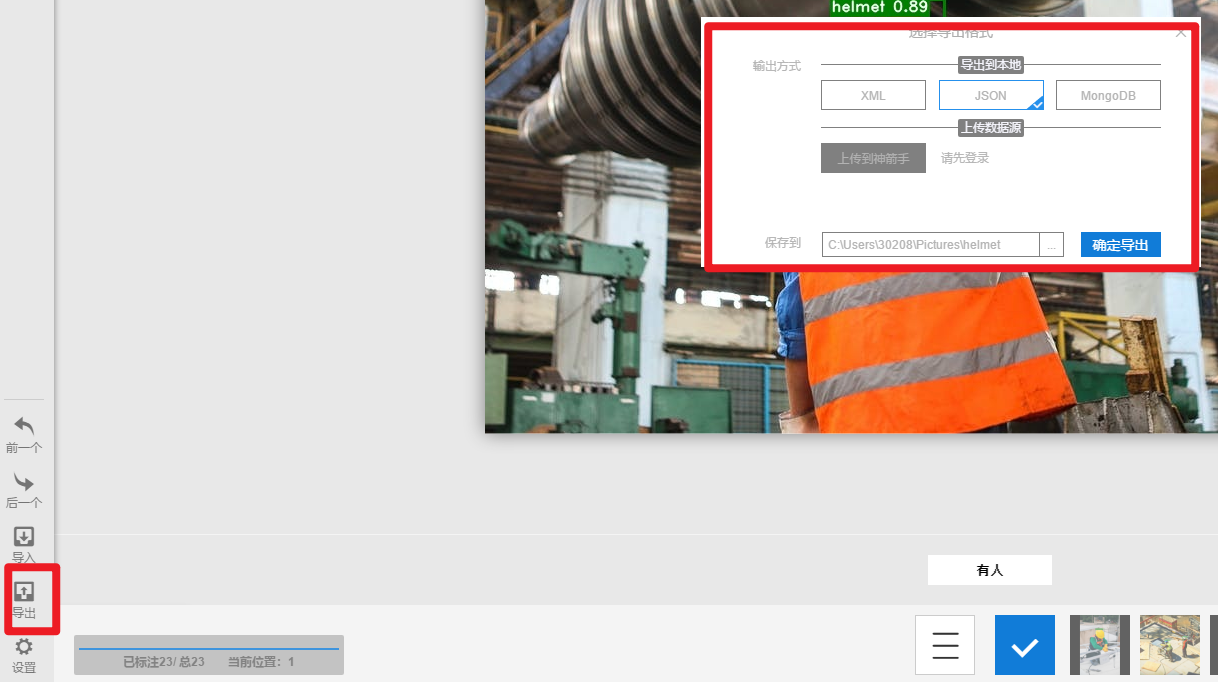 helmet 0.89
选择导出格式
输出方式
导出到本地
XML
JSON
MongoDB
上传数据源
上传到神箭手
请先登录
保存到
C:\Users\30208\Pictures\helmet
...
确定导出
前一个
后一个
导入
导出
设置
有人
已标注23/ 总23
当前位置：1